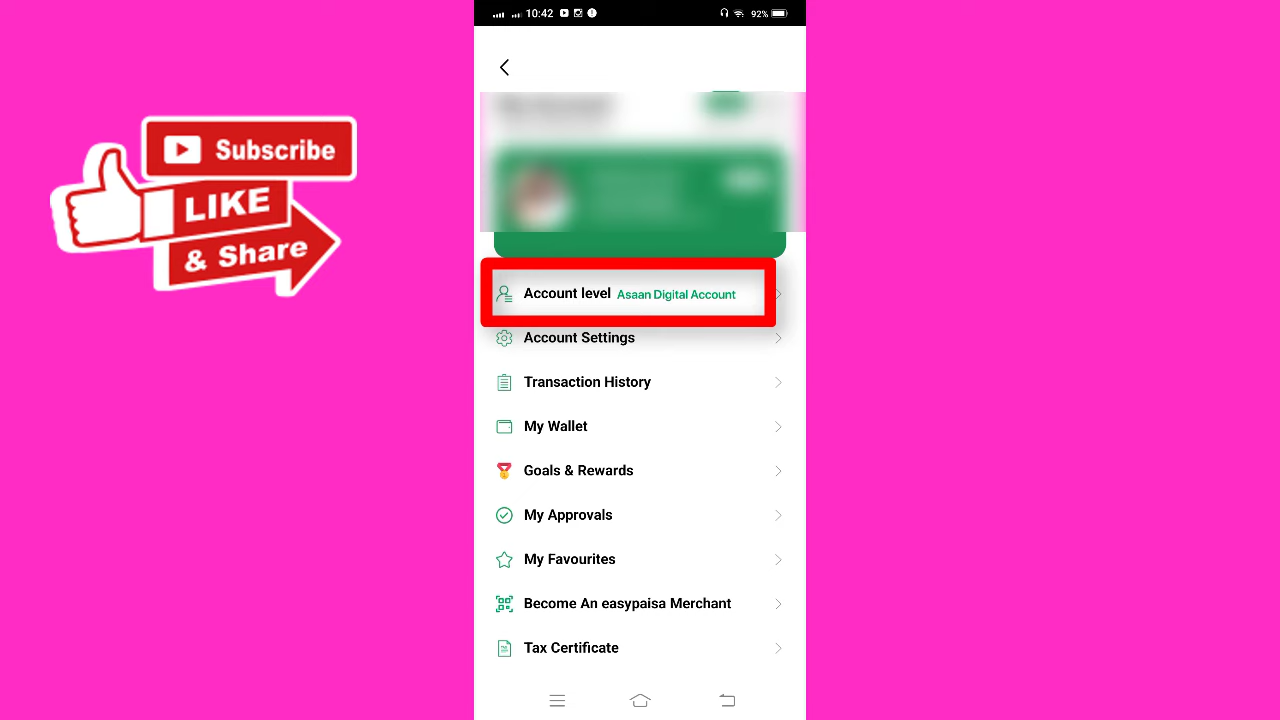 10:42
92%
Subscribe
LIKE
& Share
Account level Asaan Digital Account
Account Settings
Transaction History
My Wallet
Goals & Rewards
My Approvals
My Favourites
Become An easypaisa Merchant
Tax Certificate